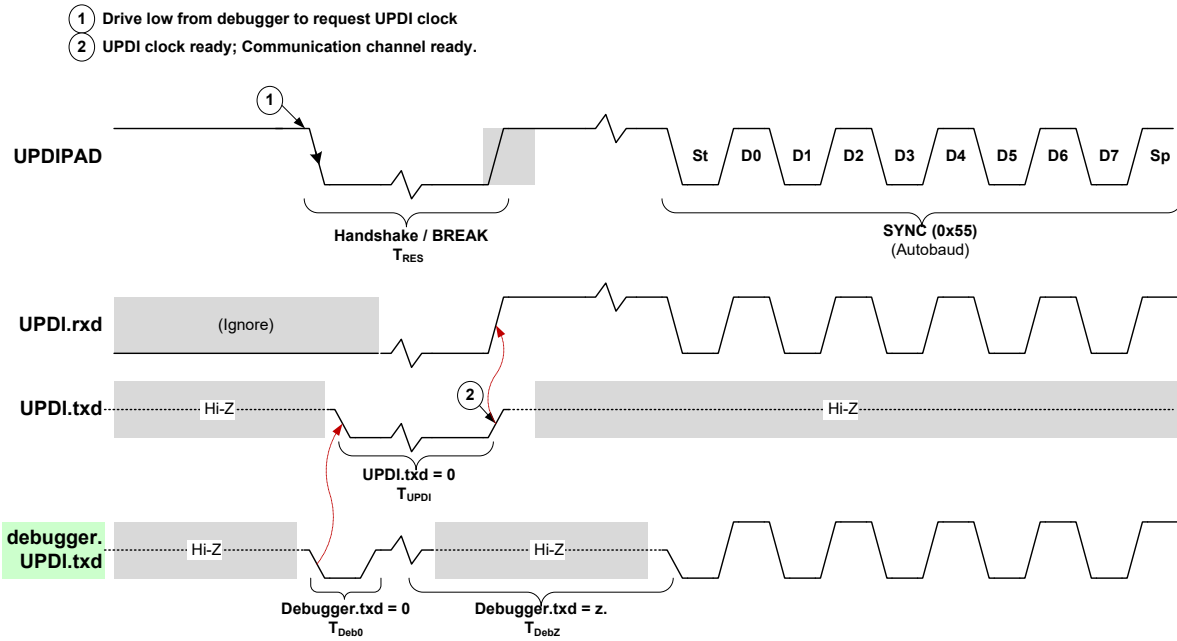 1 Drive low from debugger to request UPDI clock
2 UPDI clock ready; Communication channel ready.
1
UPDIPAD
St D0 D1 D2 D3 D4 D5 D6 D7 Sp
Handshake / BREAK
TRES
SYNC (0x55)
(Autobaud)
UPDI.rxd
(Ignore)
2
UPDI.txd
Hi-Z Hi-Z
UPDI.txd = 0
TUPDI
debugger.
UPDI.txd
Hi-Z Hi-Z
Debugger.txd = 0 Debugger.txd = z.
TDeb0 TDebZ